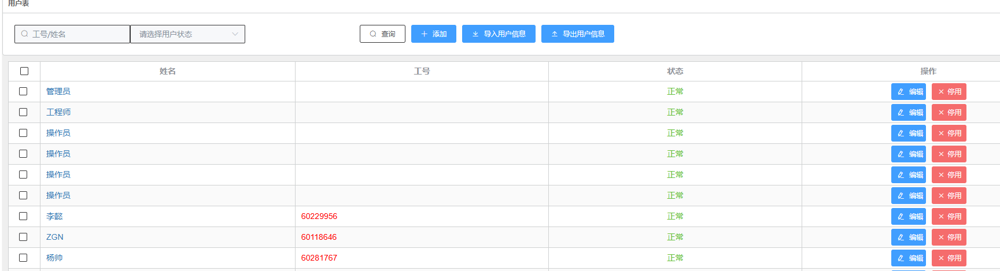 用户表
工号/姓名 请选择用户状态 查询 添加 导入用户信息 导出用户信息
姓名 工号 状态 操作
管理员 正常 编辑 停用
工程师 正常 编辑 停用
操作员 正常 编辑 停用
操作员 正常 编辑 停用
操作员 正常 编辑 停用
操作员 正常 编辑 停用
李懿 60229956 正常 编辑 停用
ZGN 60118646 正常 编辑 停用
杨帅 60281767 正常 编辑 停用